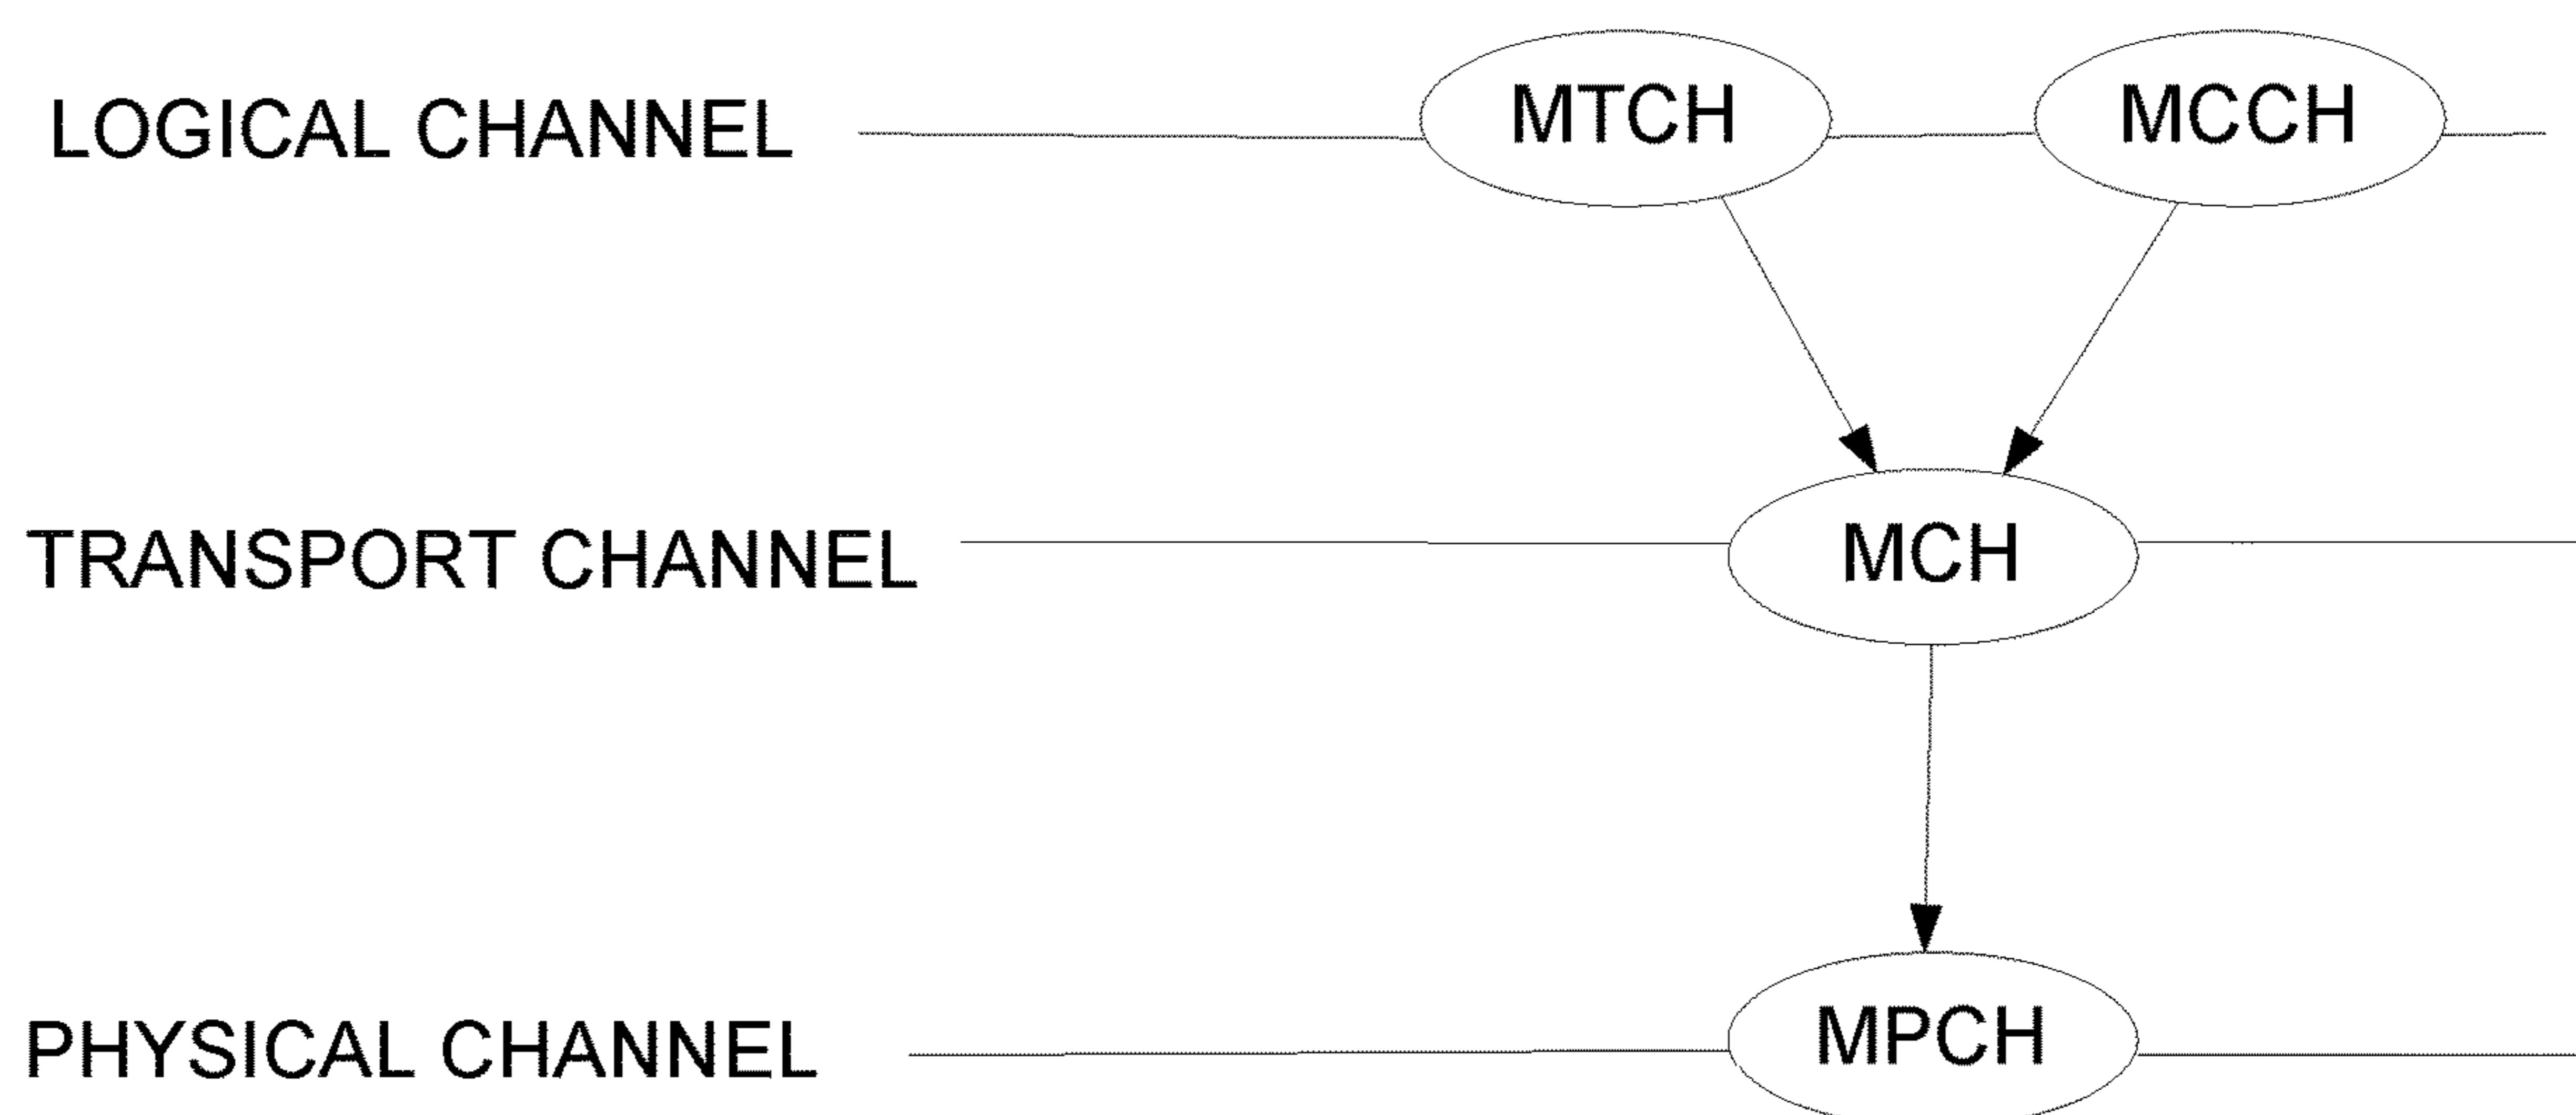 LOGICAL CHANNEL MTCH MCCH
TRANSPORT CHANNEL MCH
PHYSICAL CHANNEL MPCH